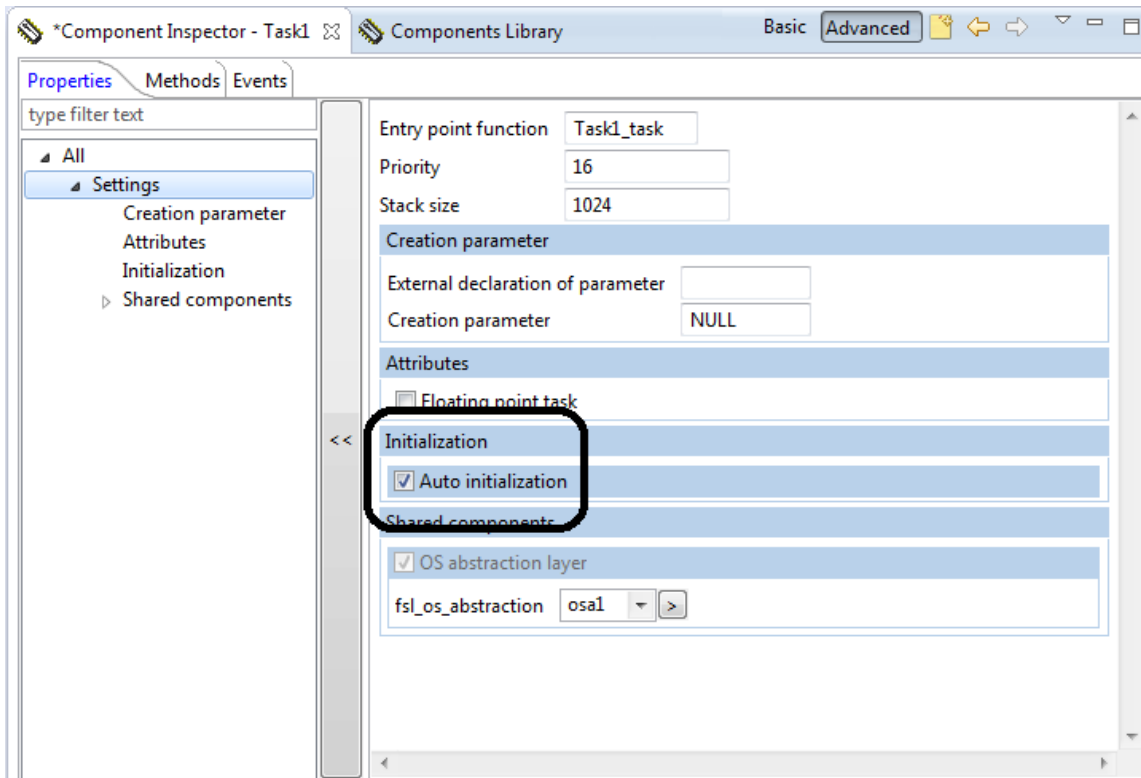 *Component Inspector - Task1 Components Library Basic Advanced
Properties Methods Events
type filter text
All
Settings
Creation parameter
Attributes
Initialization
Shared components
<<
Entry point function Task1_task
Priority 16
Stack size 1024
Creation parameter
External declaration of parameter
Creation parameter NULL
Attributes
Floating point task
Initialization
Auto initialization
Shared components
OS abstraction layer
fsl_os_abstraction osa1 >